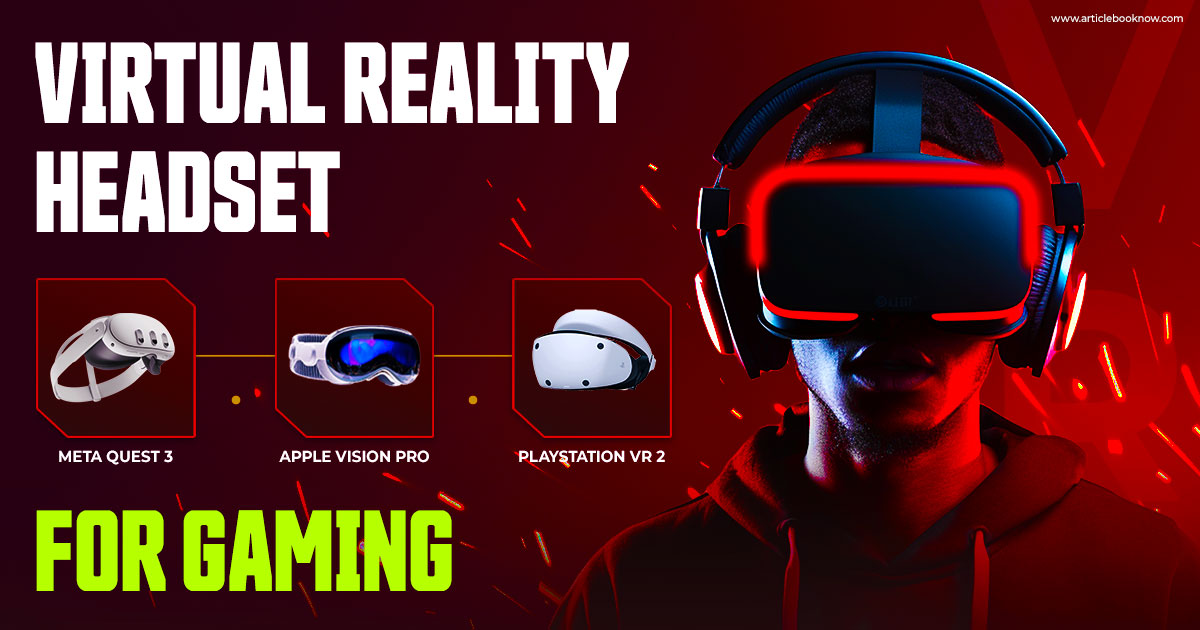 www.articlebooknow.com
VIRTUAL REALITY
HEADSET
META QUEST 3
APPLE VISION PRO
PLAYSTATION VR 2
FOR GAMING